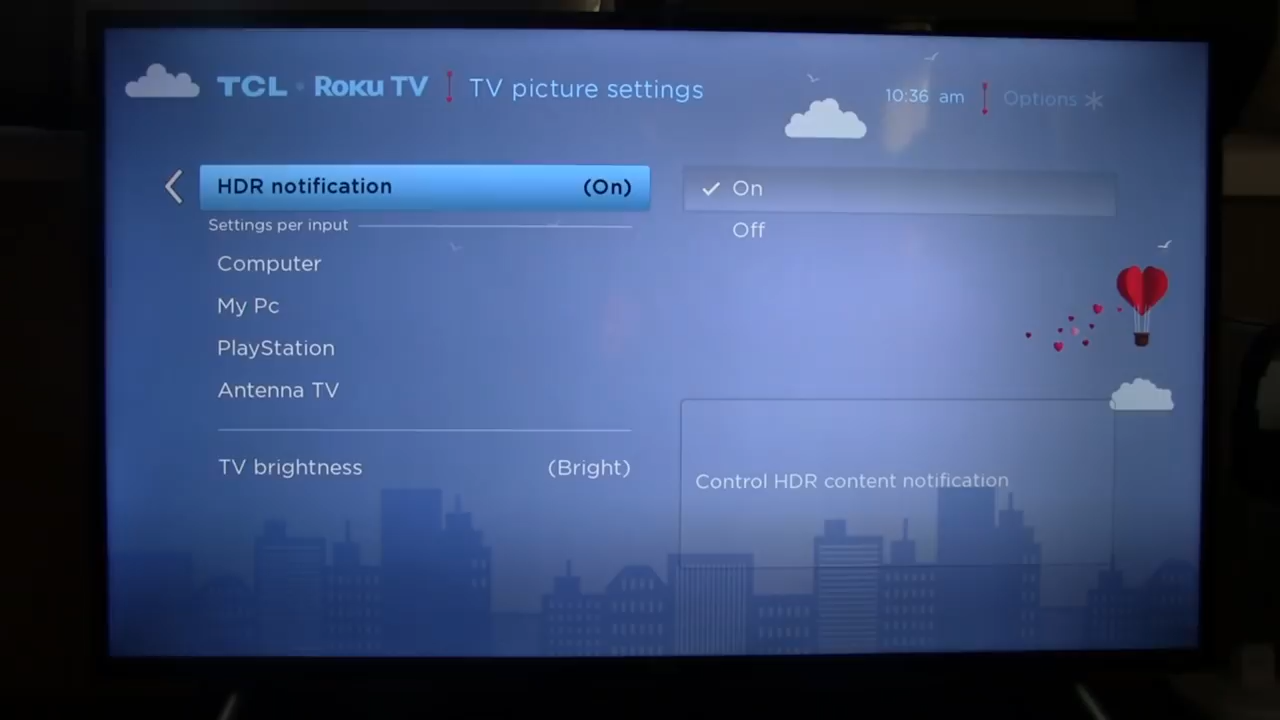 TCL • Roku TV | TV picture settings
10:36 am | Options *
HDR notification (On)
Settings per input
Computer
My Pc
PlayStation
Antenna TV
TV brightness (Bright)
✓ On
Off
Control HDR content notification